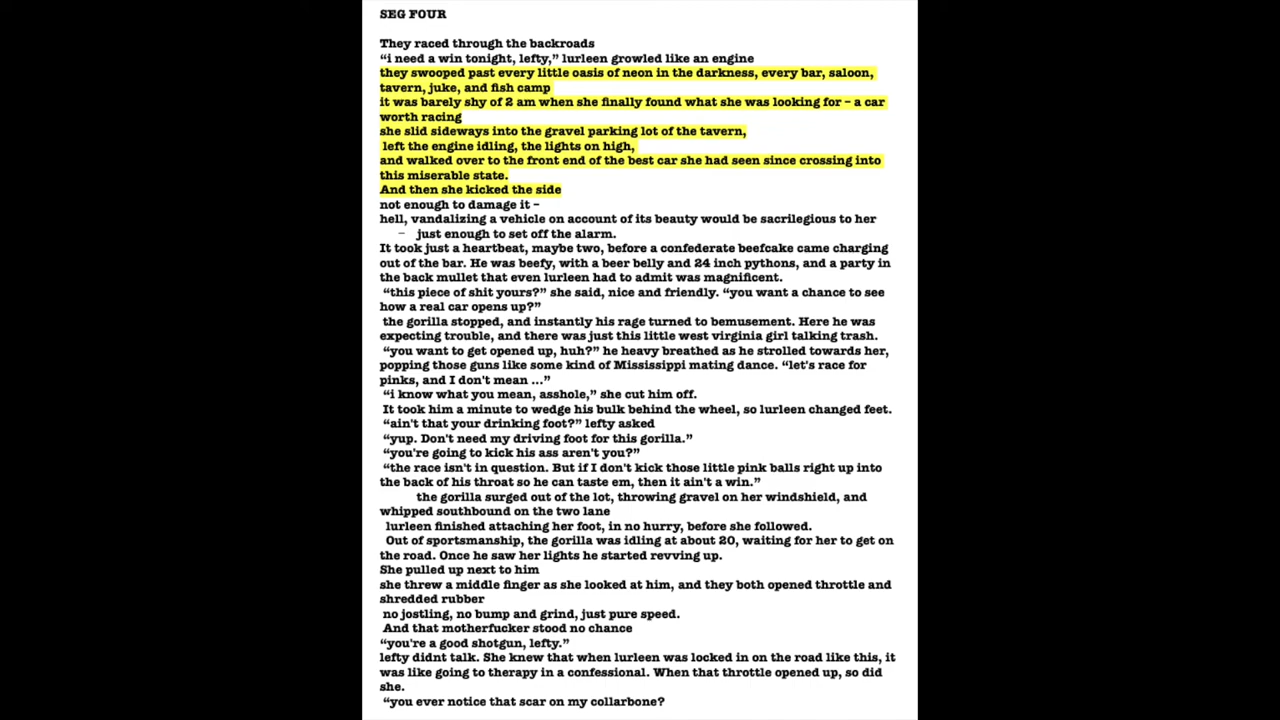 SEG FOUR
They raced through the backroads
“i need a win tonight, lefty,” lurleen growled like an engine
they swooped past every little oasis of neon in the darkness, every bar, saloon,
tavern, juke, and fish camp
it was barely shy of 2 am when she finally found what she was looking for – a car
worth racing
she slid sideways into the gravel parking lot of the tavern,
left the engine idling, the lights on high,
and walked over to the front end of the best car she had seen since crossing into
this miserable state.
And then she kicked the side
not enough to damage it –
hell, vandalizing a vehicle on account of its beauty would be sacrilegious to her
– just enough to set off the alarm.
It took just a heartbeat, maybe two, before a confederate beefcake came charging
out of the bar. He was beefy, with a beer belly and 24 inch pythons, and a party in
the back mullet that even lurleen had to admit was magnificent.
“this piece of shit yours?” she said, nice and friendly. “you want a chance to see
how a real car opens up?”
the gorilla stopped, and instantly his rage turned to bemusement. Here he was
expecting trouble, and there was just this little west virginia girl talking trash.
“you want to get opened up, huh?” he heavy breathed as he strolled towards her,
popping those guns like some kind of Mississippi mating dance. “let's race for
pinks, and I don't mean ...”
“i know what you mean, asshole,” she cut him off.
It took him a minute to wedge his bulk behind the wheel, so lurleen changed feet.
“ain't that your drinking foot?” lefty asked
“yup. Don't need my driving foot for this gorilla.”
“you're going to kick his ass aren't you?”
“the race isn't in question. But if I don't kick those little pink balls right up into
the back of his throat so he can taste em, then it ain't a win.”
the gorilla surged out of the lot, throwing gravel on her windshield, and
whipped southbound on the two lane
lurleen finished attaching her foot, in no hurry, before she followed.
Out of sportsmanship, the gorilla was idling at about 20, waiting for her to get on
the road. Once he saw her lights he started revving up.
She pulled up next to him
she threw a middle finger as she looked at him, and they both opened throttle and
shredded rubber
no jostling, no bump and grind, just pure speed.
And that motherfucker stood no chance
“you're a good shotgun, lefty.”
lefty didnt talk. She knew that when lurleen was locked in on the road like this, it
was like going to therapy in a confessional. When that throttle opened up, so did
she.
“you ever notice that scar on my collarbone?